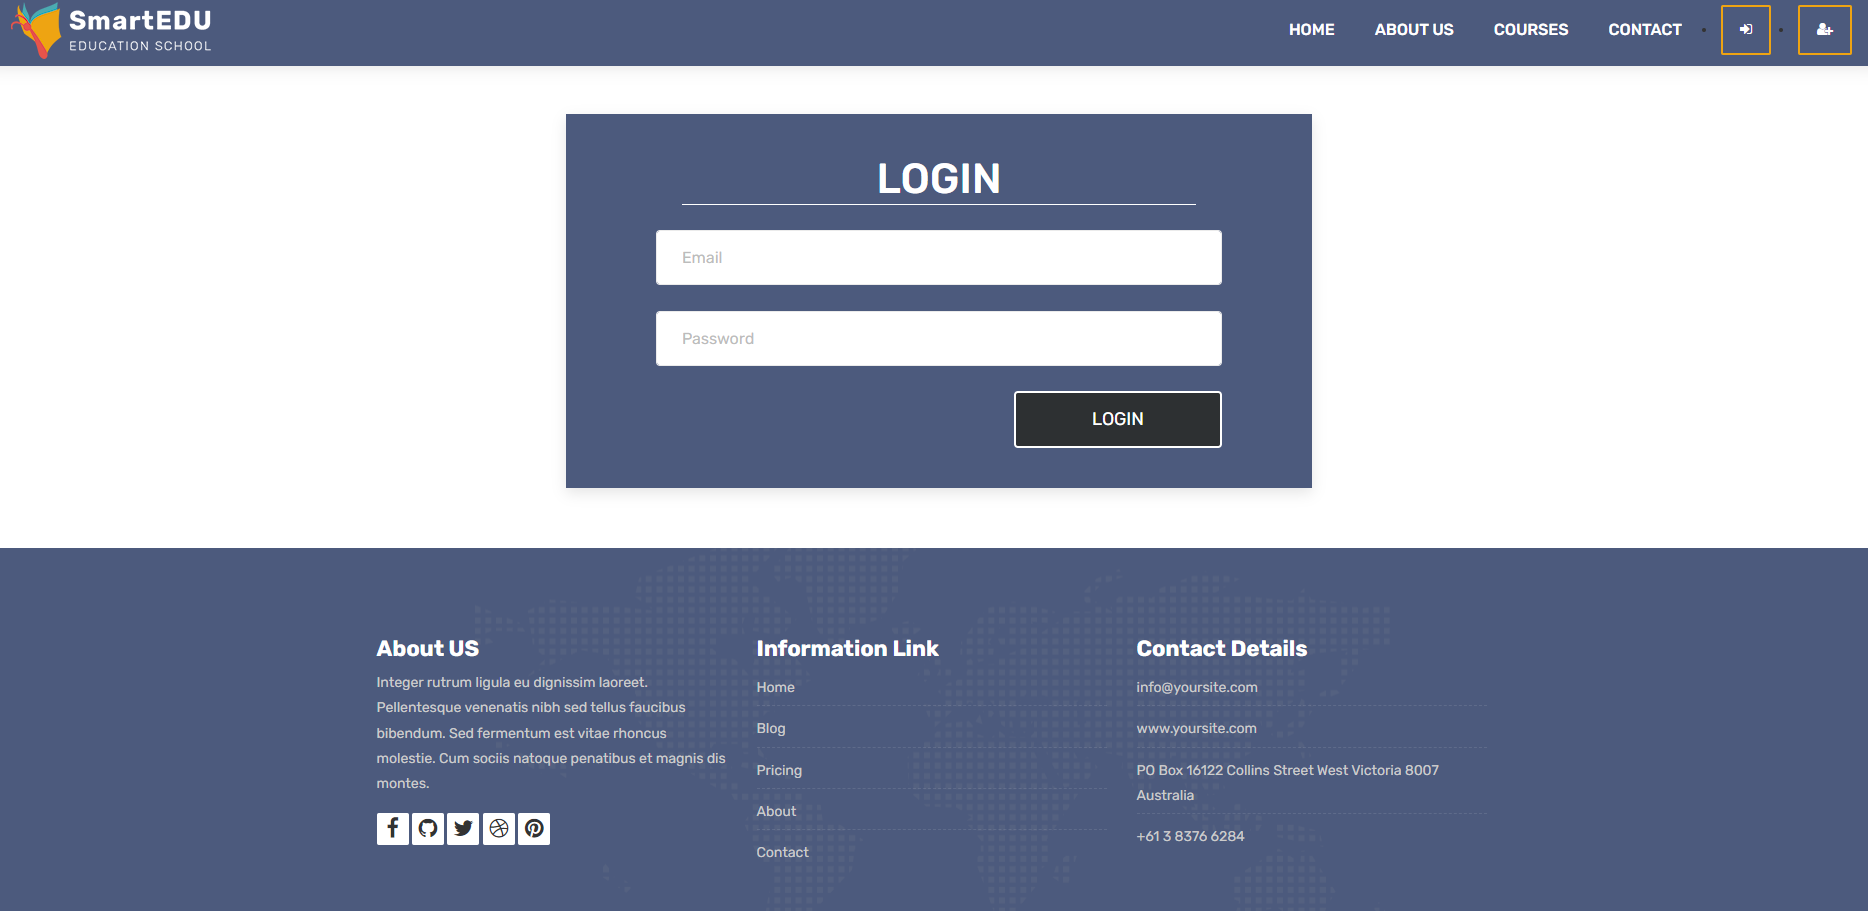 SmartEDU
EDUCATION SCHOOL
HOME ABOUT US COURSES CONTACT
LOGIN
Email
Password
LOGIN
About US
Integer rutrum ligula eu dignissim laoreet.
Pellentesque venenatis nibh sed tellus faucibus
bibendum. Sed fermentum est vitae rhoncus
molestie. Cum sociis natoque penatibus et magnis dis
montes.
Information Link
Home
Blog
Pricing
About
Contact
Contact Details
info@yoursite.com
www.yoursite.com
PO Box 16122 Collins Street West Victoria 8007
Australia
+61 3 8376 6284